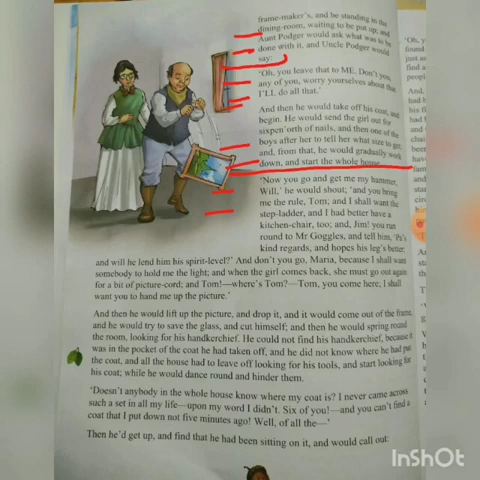 frame-maker's, and be standing in the
dining-room, waiting to be put up, and
Aunt Podger would ask what was to be
done with it, and Uncle Podger would
say:
'Oh, you leave that to ME. Don't you,
any of you, worry yourselves about that.
I'LL do all that.'
And then he would take off his coat, and
begin. He would send the girl out for
sixpen'orth of nails, and then one of the
boys after her to tell her what size to get,
and, from that, he would gradually work
down, and start the whole house
'Now you go and get me my hammer,
Will,' he would shout; 'and you bring
me the rule, Tom; and I shall want the
step-ladder, and I had better have a
kitchen-chair, too; and, Jim! you run
round to Mr Goggles, and tell him, "Pa's
kind regards, and hopes his leg's better;
and will he lend him his spirit-level?' And don't you go, Maria, because I shall want
somebody to hold me the light; and when the girl comes back, she must go out again
for a bit of picture-cord; and Tom!—where's Tom?—Tom, you come here; I shall
want you to hand me up the picture.'
And then he would lift up the picture, and drop it, and it would come out of the frame,
and he would try to save the glass, and cut himself; and then he would spring round
the room, looking for his handkerchief. He could not find his handkerchief, because it
was in the pocket of the coat he had taken off, and he did not know where he had put
the coat, and all the house had to leave off looking for his tools, and start looking for
his coat; while he would dance round and hinder them.
'Doesn't anybody in the whole house know where my coat is? I never came across
such a set in all my life—upon my word I didn't. Six of you!—and you can't find a
coat that I put down not five minutes ago! Well, of all the—'
Then he'd get up, and find that he had been sitting on it, and would call out:
InShOt